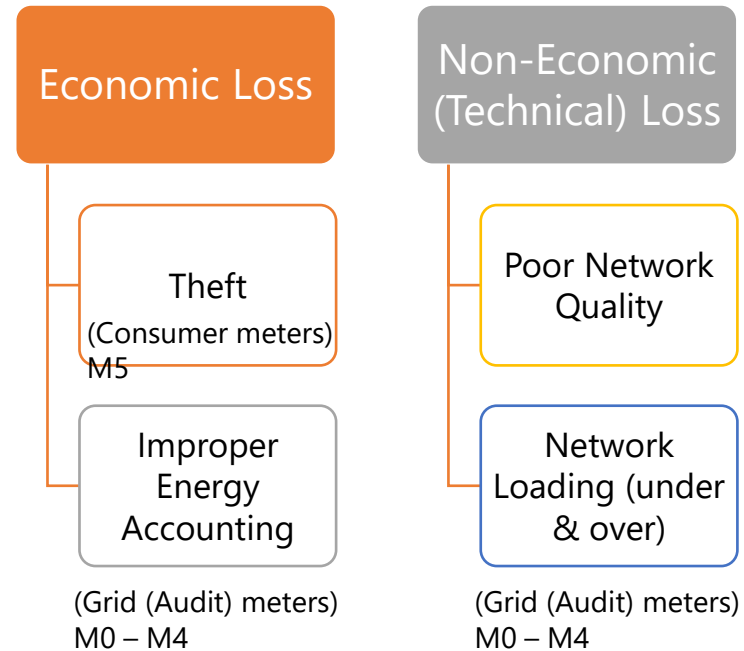 Economic Loss
Theft
(Consumer meters)
M5
Improper
Energy
Accounting
(Grid (Audit) meters)
M0 – M4
Non-Economic
(Technical) Loss
Poor Network
Quality
Network
Loading (under
& over)
(Grid (Audit) meters)
M0 – M4